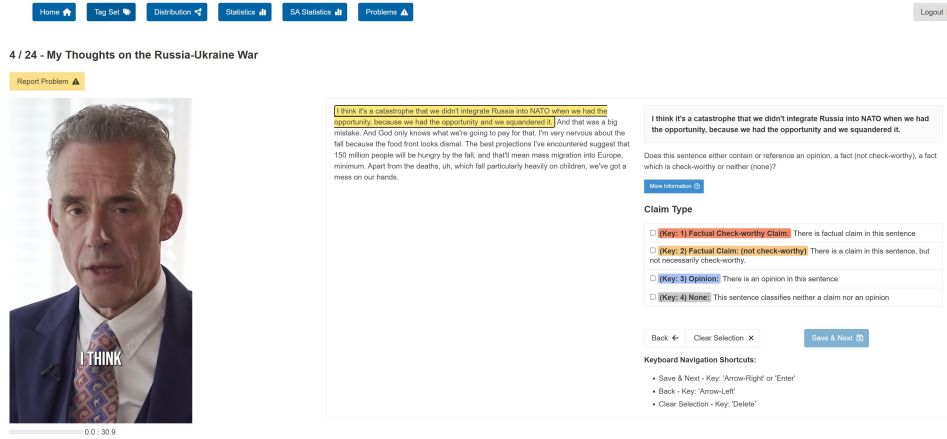 Home
Tag Set
Distribution
Statistics
SA Statistics
Problems
Logout
4 / 24 - My Thoughts on the Russia-Ukraine War
Report Problem
I THINK
0.0 : 30.9
I think it's a catastrophe that we didn't integrate Russia into NATO when we had the
opportunity, because we had the opportunity and we squandered it. And that was a big
mistake. And God only knows what we're going to pay for that. I'm very nervous about the
fall because the food front looks dismal. The best projections I've encountered suggest that
150 million people will be hungry by the fall, and that'll mean mass migration into Europe,
minimum. Apart from the deaths, uh, which fall particularly heavily on children, we've got a
mess on our hands.
I think it's a catastrophe that we didn't integrate Russia into NATO when we had
the opportunity, because we had the opportunity and we squandered it.
Does this sentence either contain or reference an opinion, a fact (not check-worthy), a fact
which is check-worthy or neither (none)?
More Information
Claim Type
(Key: 1) Factual Check-worthy Claim: There is factual claim in this sentence
(Key: 2) Factual Claim: (not check-worthy) There is a claim in this sentence, but
not necessarily check-worthy.
(Key: 3) Opinion: There is an opinion in this sentence
(Key: 4) None: This sentence classifies neither a claim nor an opinion
Back
Clear Selection
Save & Next
Keyboard Navigation Shortcuts:
Save & Next - Key: 'Arrow-Right' or 'Enter'
Back - Key: 'Arrow-Left'
Clear Selection - Key: 'Delete'